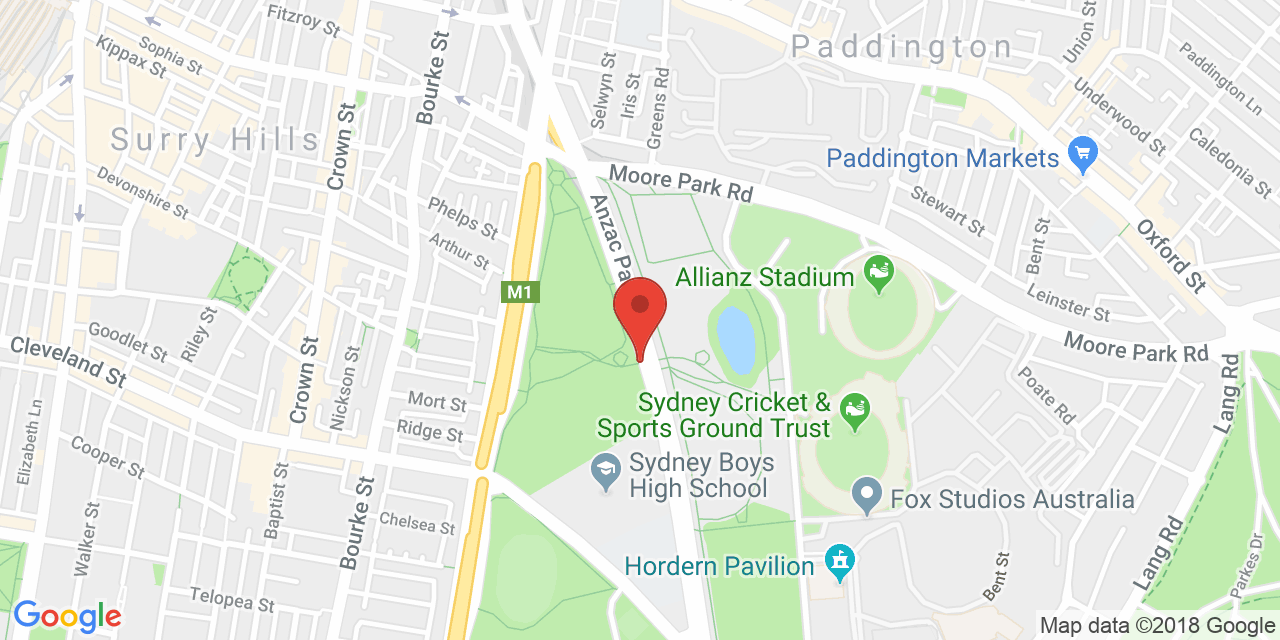 Fitzroy St
Sophia St
Kippax St
Bourke St
Crown St
Surry Hills
Devonshire St
Phelps St
Arthur St
Selwyn St
Iris St
Greens Rd
Paddington
Union St
Paddington Ln
Underwood St
Caledonia St
Paddington Markets
Moore Park Rd
Stewart St
Bent St
Oxford St
Anzac Pa
Allianz Stadium
Leinster St
Moore Park Rd
M1
Riley St
Goodlet St
Cleveland St
Crown St
Nickson St
Mort St
Ridge St
Poate Rd
Lang Rd
Sydney Cricket &
Sports Ground Trust
Elizabeth Ln
Cooper St
Baptist St
Walker St
Bourke St
Chelsea St
Telopea St
Sydney Boys
High School
Fox Studios Australia
Hordern Pavilion
Bent St
Lang Rd
Parkes Dr
Google
Map data ©2018 Google